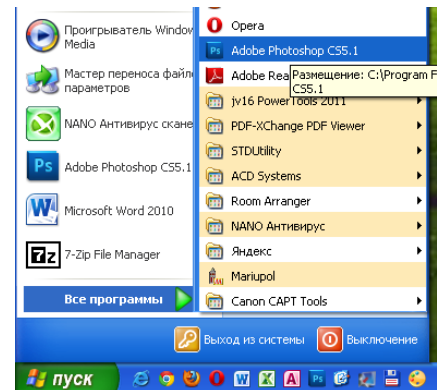 Проигрыватель Window
Media
Мастер переноса файло
параметров
NANO Антивирус скане
Adobe Photoshop CS5.1
Microsoft Word 2010
7-Zip File Manager
Все программы
Opera
Adobe Photoshop CS5.1
Adobe Rea
Размещение: C:\Program F
CS5.1
jv16 PowerTools 2011
PDF-XChange PDF Viewer
STDUtility
ACD Systems
Room Arranger
NANO Антивирус
Яндекс
Mariupol
Canon CAPT Tools
Выход из системы
Выключение
пуск